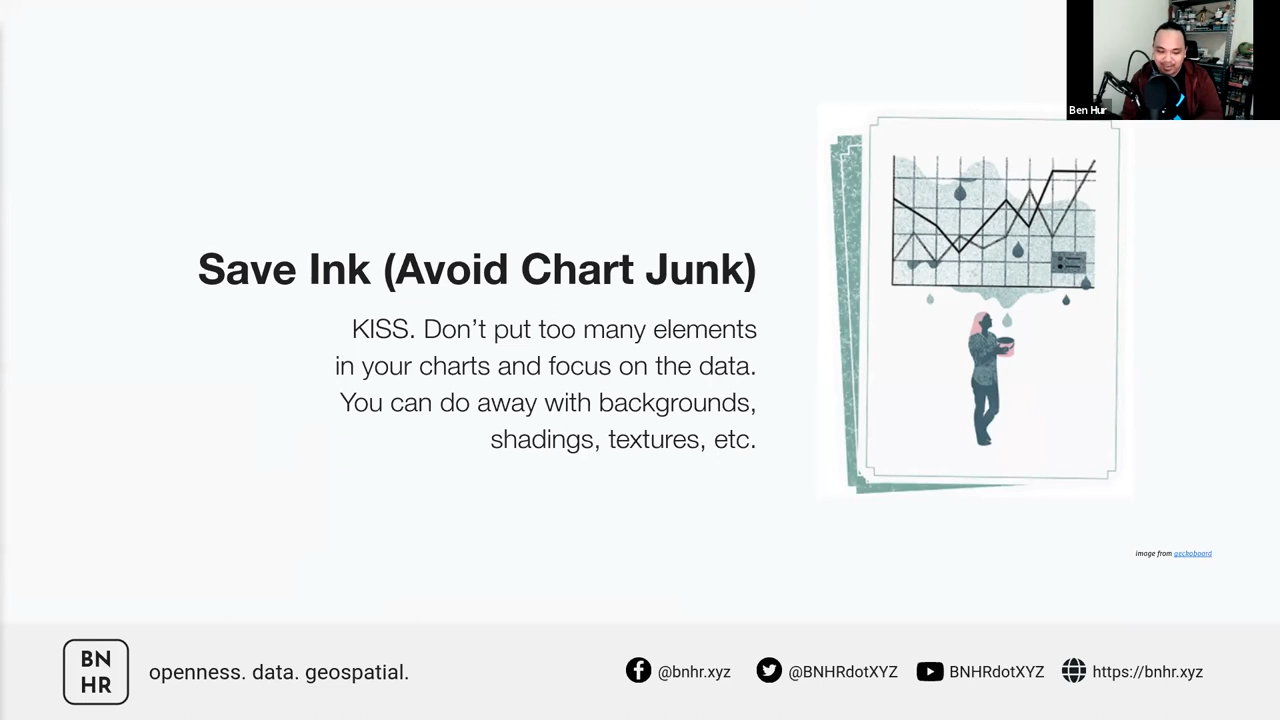 Ben Hur
Save Ink (Avoid Chart Junk)
KISS. Don’t put too many elements
in your charts and focus on the data.
You can do away with backgrounds,
shadings, textures, etc.
image from geckoboard
BN
HR
openness. data. geospatial.
@bnhr.xyz
@BNHRdotXYZ
BNHRdotXYZ
https://bnhr.xyz